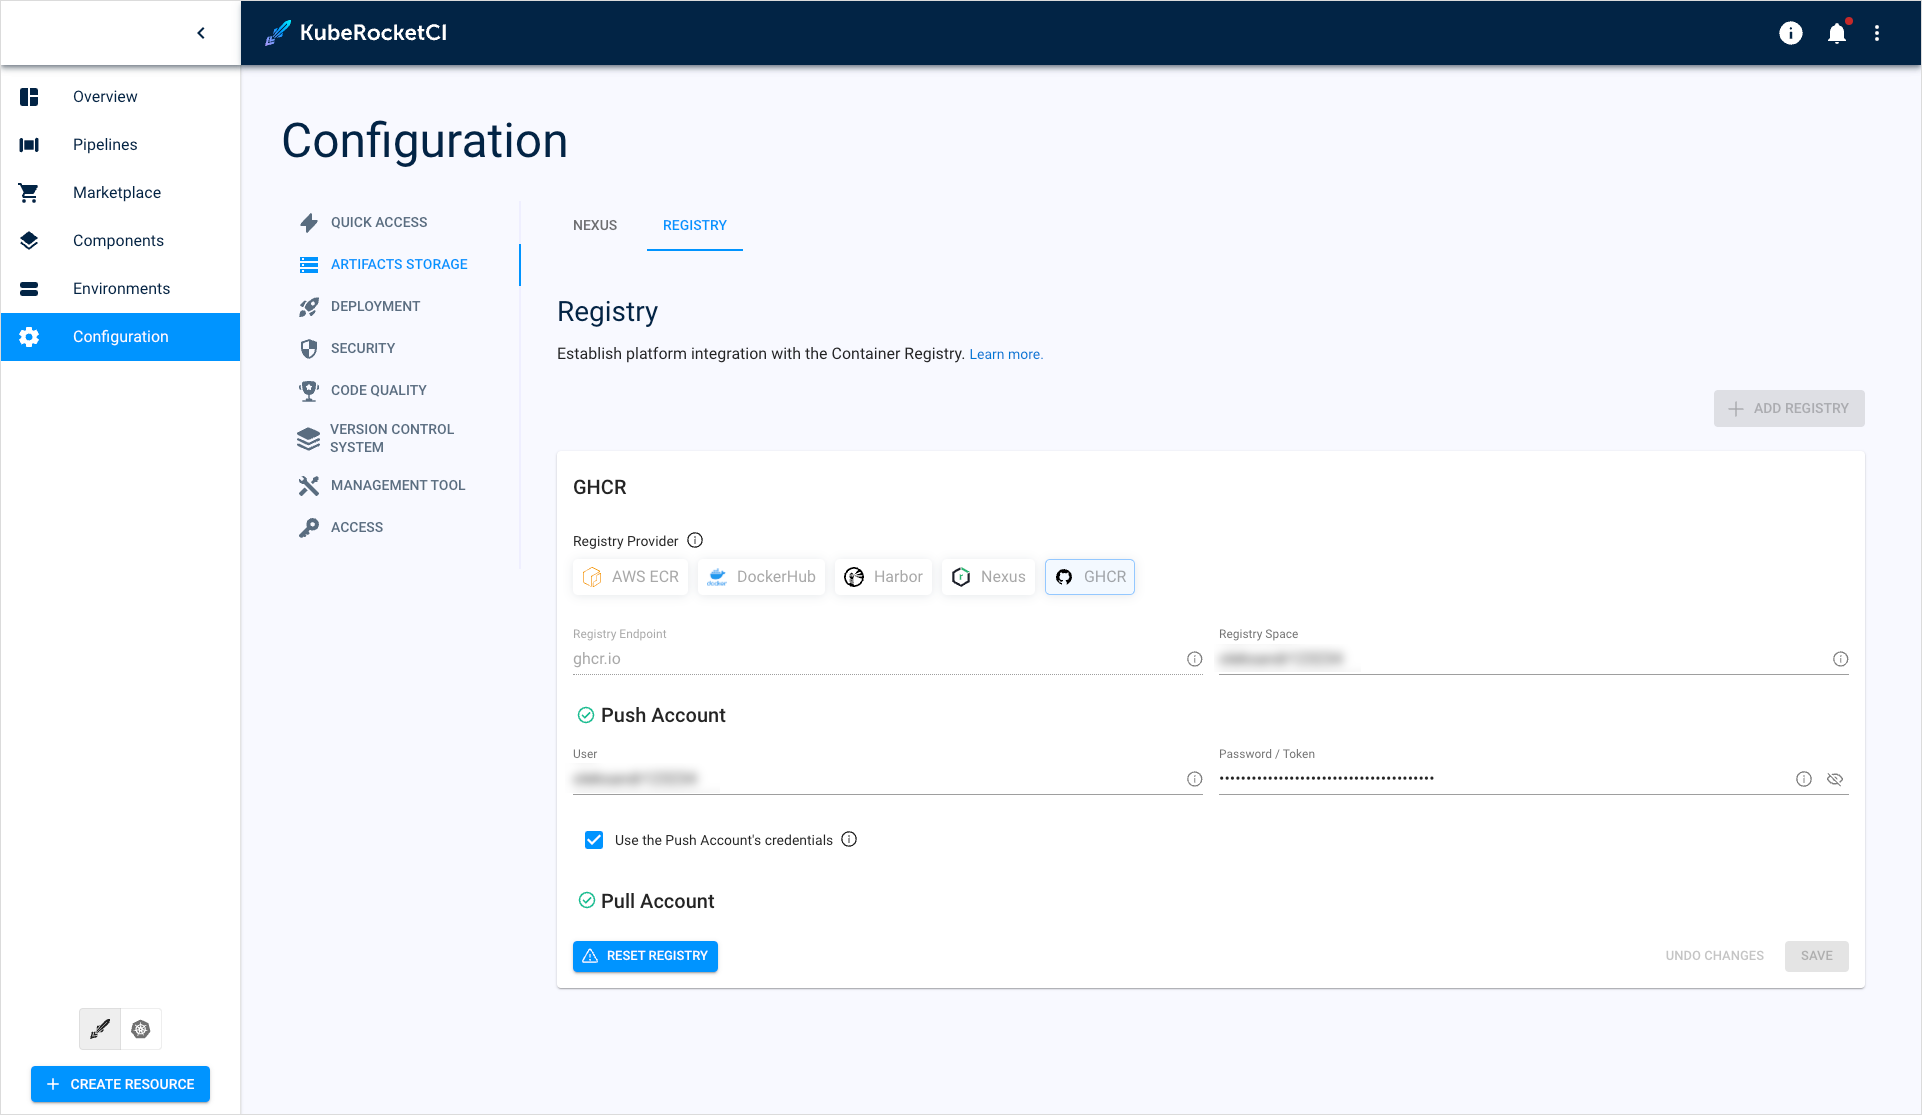 KubeRocketCI
Overview
Pipelines
Marketplace
Components
Environments
Configuration
CREATE RESOURCE
Configuration
QUICK ACCESS
ARTIFACTS STORAGE
DEPLOYMENT
SECURITY
CODE QUALITY
VERSION CONTROL
SYSTEM
MANAGEMENT TOOL
ACCESS
NEXUS REGISTRY
Registry
Establish platform integration with the Container Registry. Learn more.
ADD REGISTRY
GHCR
Registry Provider
AWS ECR DockerHub Harbor Nexus GHCR
Registry Endpoint Registry Space
ghcr.io
Push Account
User Password / Token
Use the Push Account's credentials
Pull Account
RESET REGISTRY UNDO CHANGES SAVE